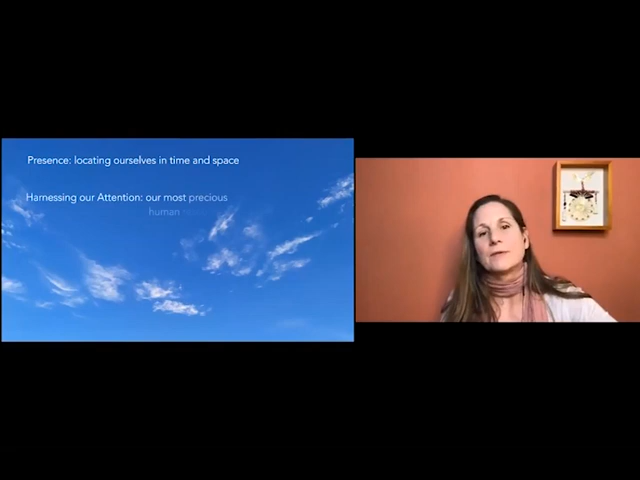 Presence: locating ourselves in time and space
Harnessing our Attention: our most precious
human